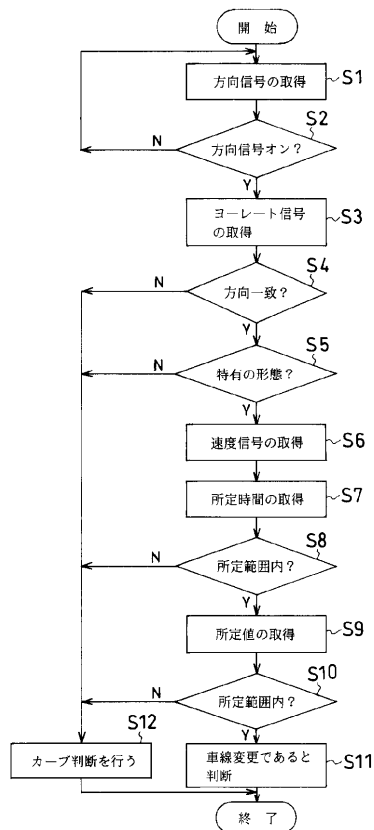 開 始
方向信号の取得
S1
S2
方向信号オン?
N
Y
ヨーレート信号
の取得
S3
S4
方向一致?
N
Y
S5
特有の形態?
N
Y
速度信号の取得
S6
所定時間の取得
S7
S8
所定範囲内?
N
Y
所定値の取得
S9
S10
所定範囲内?
N
Y
S12
カーブ判断を行う
車線変更であると
判断
S11
終 了